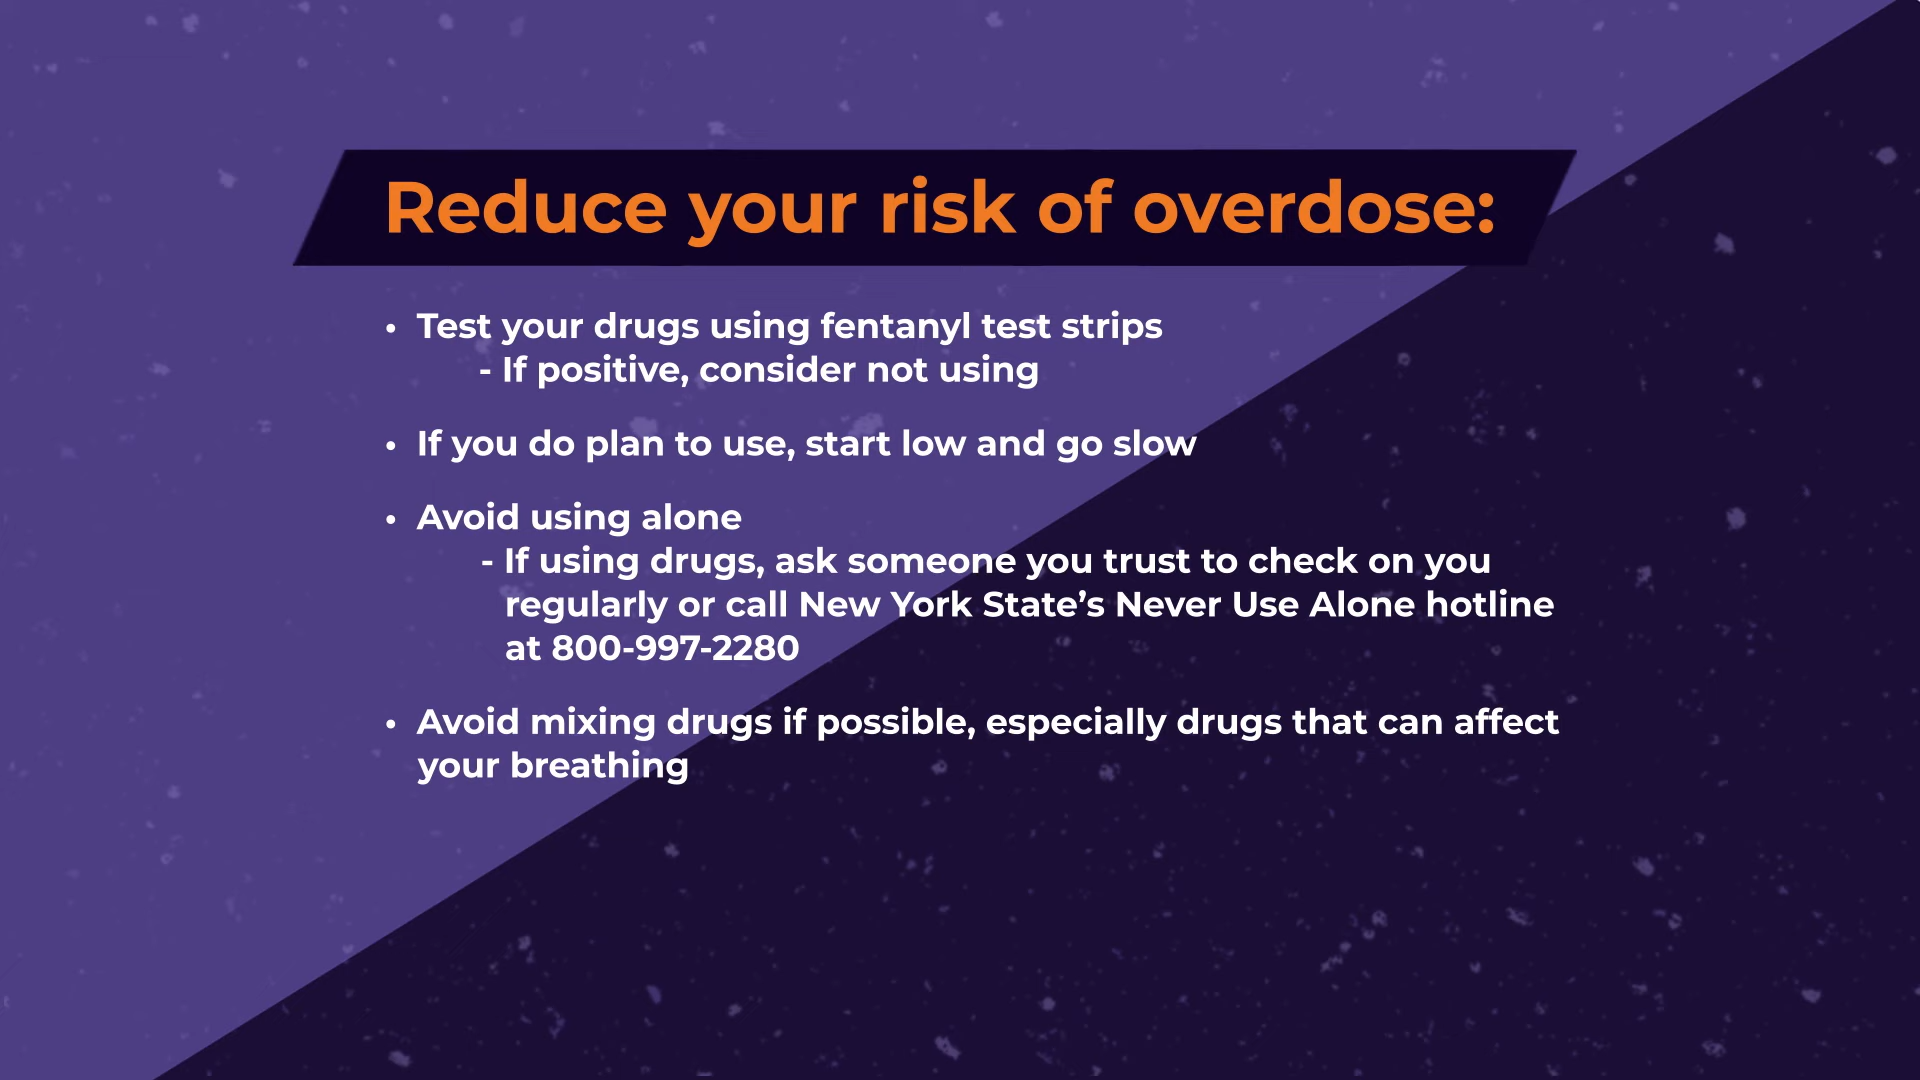 Reduce your risk of overdose:
• Test your drugs using fentanyl test strips
- If positive, consider not using
• If you do plan to use, start low and go slow
• Avoid using alone
- If using drugs, ask someone you trust to check on you
regularly or call New York State’s Never Use Alone hotline
at 800-997-2280
• Avoid mixing drugs if possible, especially drugs that can affect
your breathing